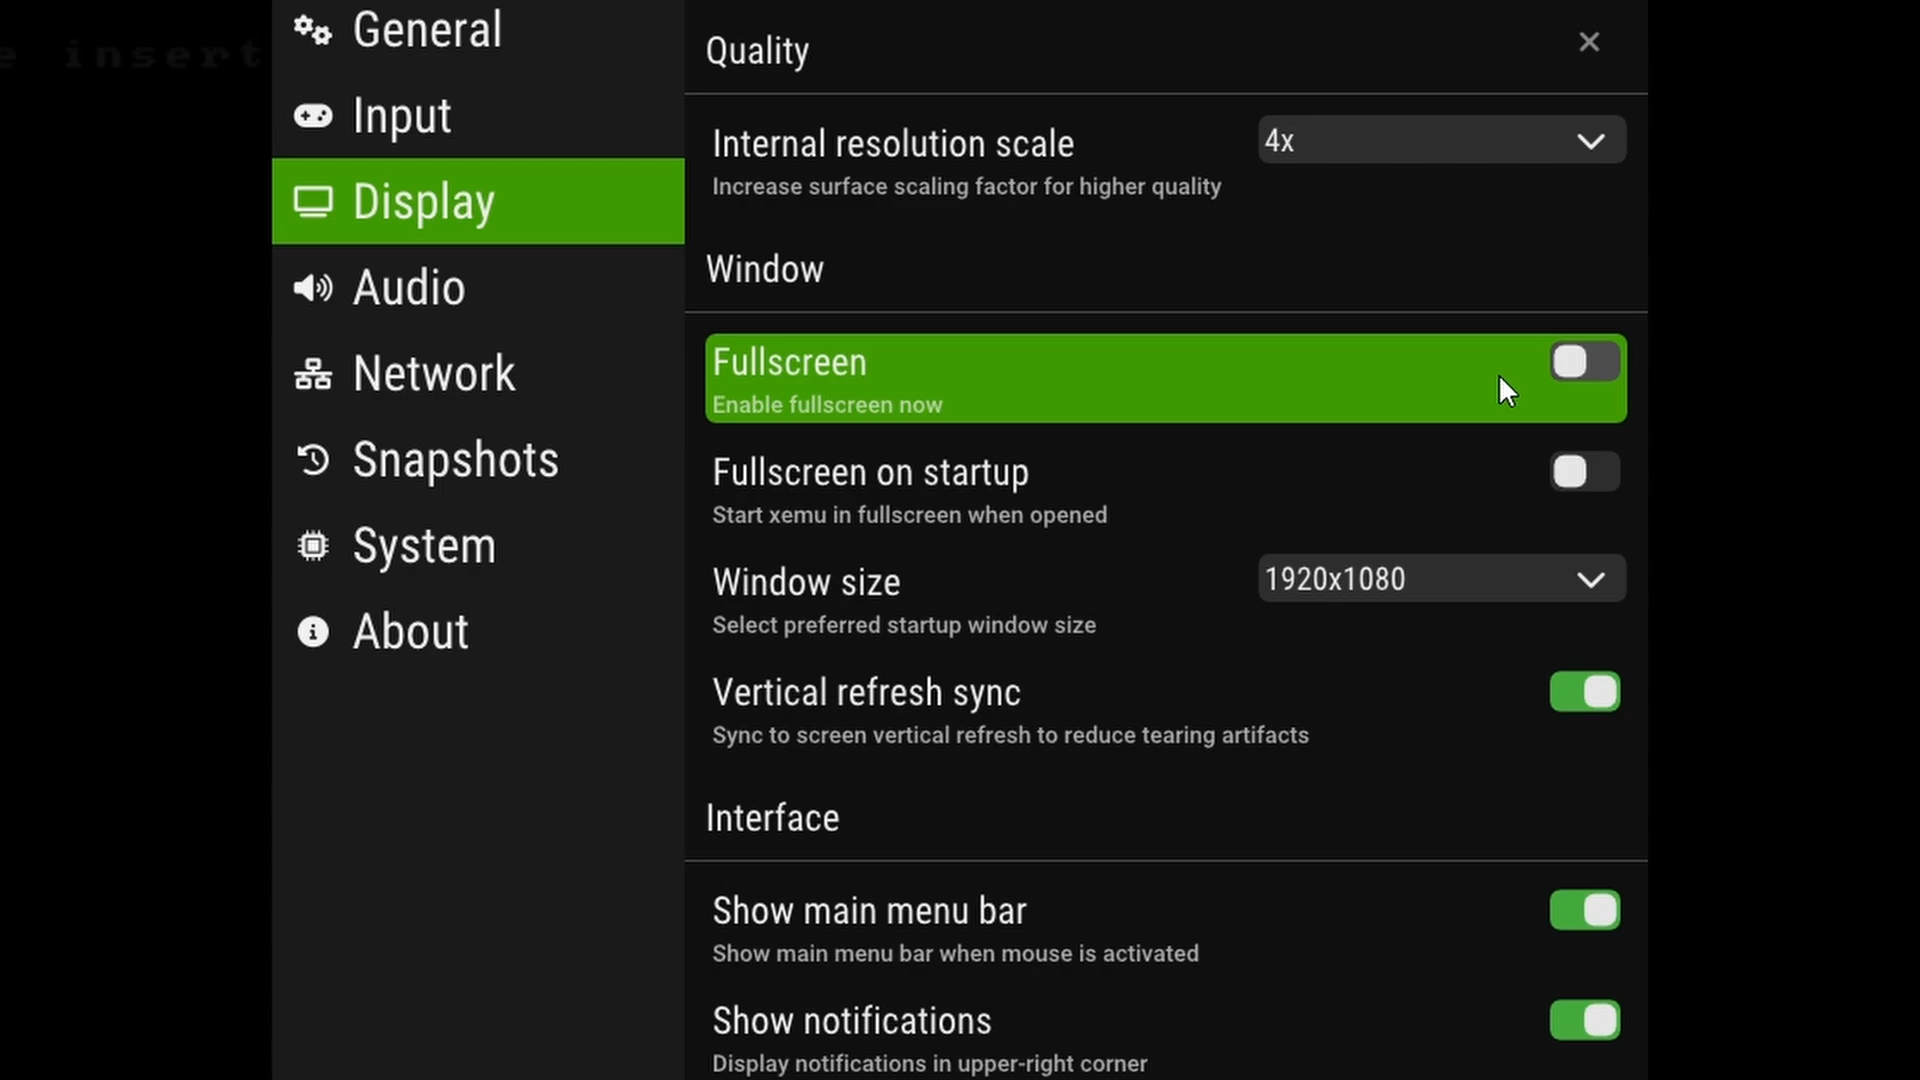 e insert
General
Input
Display
Audio
Network
Snapshots
System
About
Quality
Internal resolution scale
4x
Increase surface scaling factor for higher quality
Window
Fullscreen
Enable fullscreen now
Fullscreen on startup
Start xemu in fullscreen when opened
Window size
1920x1080
Select preferred startup window size
Vertical refresh sync
Sync to screen vertical refresh to reduce tearing artifacts
Interface
Show main menu bar
Show main menu bar when mouse is activated
Show notifications
Display notifications in upper-right corner